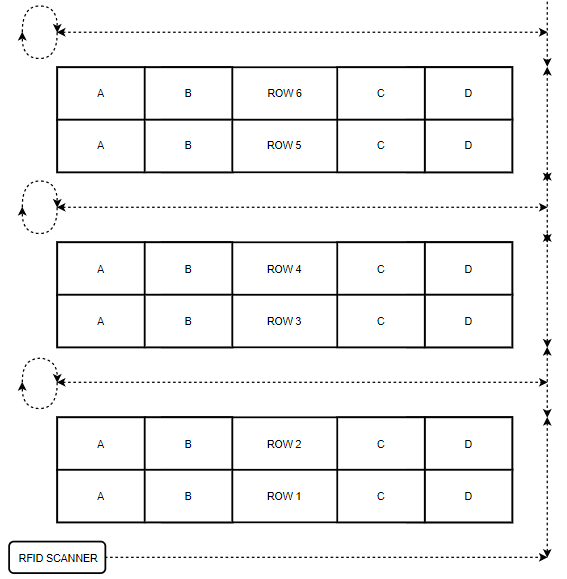 A B ROW 6 C D
A B ROW 5 C D
A B ROW 4 C D
A B ROW 3 C D
A B ROW 2 C D
A B ROW 1 C D
RFID SCANNER